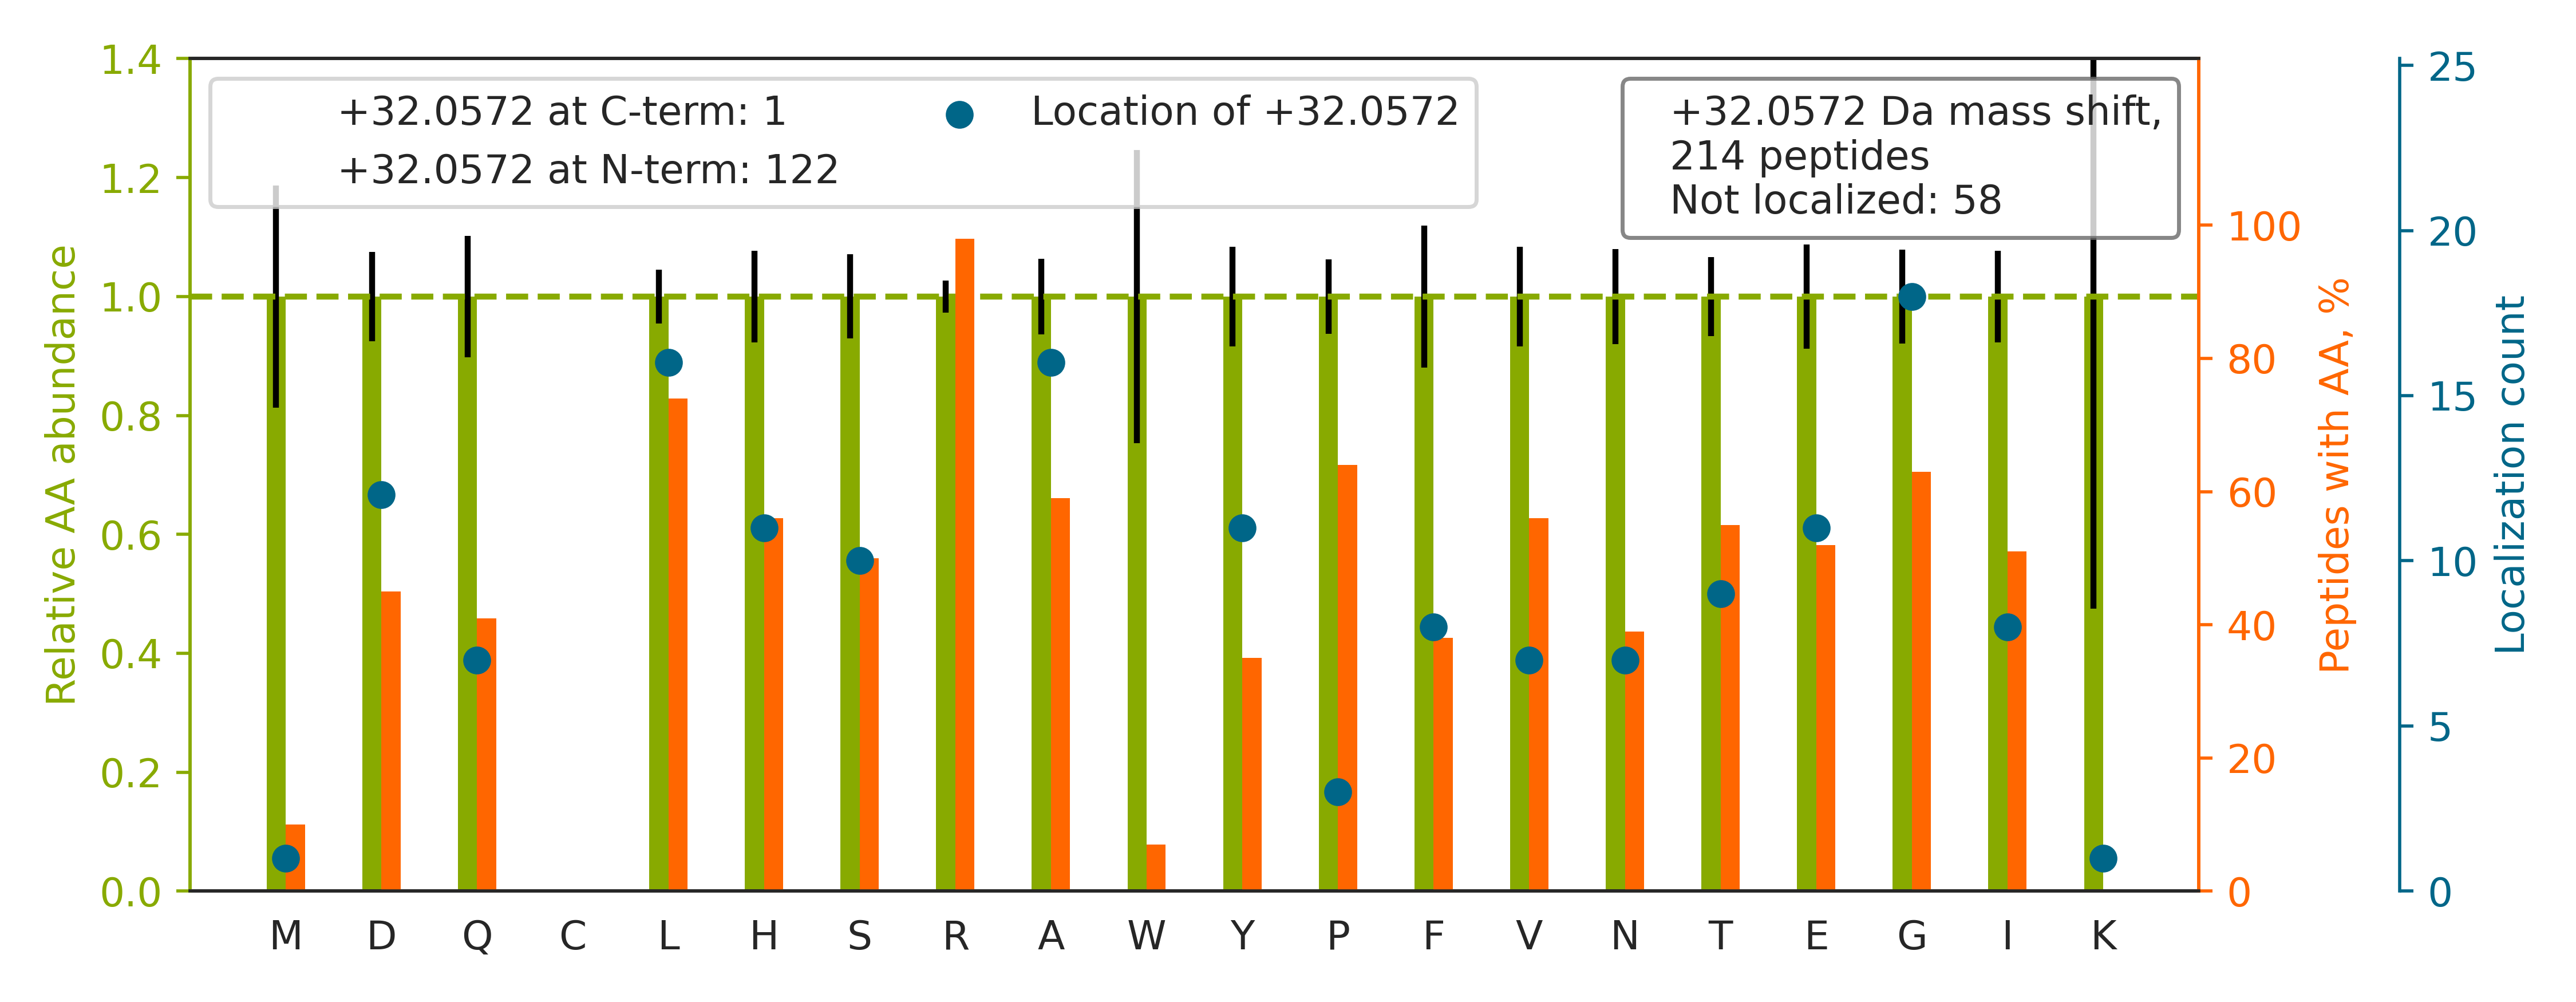 +32.0572 at C-term: 1
+32.0572 at N-term: 122
Location of +32.0572
+32.0572 Da mass shift,
214 peptides
Not localized: 58
Relative AA abundance
1.4
1.2
1.0
0.8
0.6
0.4
0.2
0.0
M D Q C L H S R A W Y P F V N T E G I K
100
80
60
40
20
0
Peptides with AA, %
25
20
15
10
5
0
Localization count